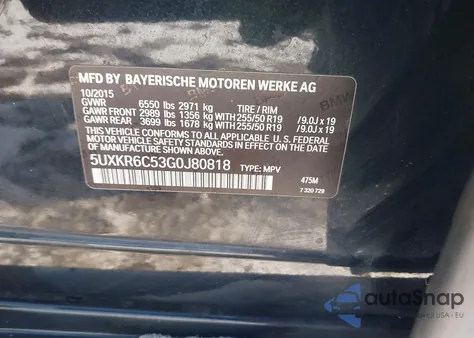 MFD BY BAYERISCHE MOTOREN WERKE AG
10/2015
GVWR 6550 lbs 2971 kg TIRE / RIM
GAWR FRONT 2989 lbs 1356 kg WITH 255/50 R19 /9.0J x 19
GAWR REAR 3699 lbs 1678 kg WITH 255/50 R19 /9.0J x 19
THIS VEHICLE CONFORMS TO ALL APPLICABLE U.S. FEDERAL
MOTOR VEHICLE SAFETY STANDARDS IN EFFECT ON THE DATE OF
MANUFACTURE SHOWN ABOVE.
5UXKR6C53G0J80818 TYPE: MPV
475M
7 320 729
BMW
autoSnap
USA - EU